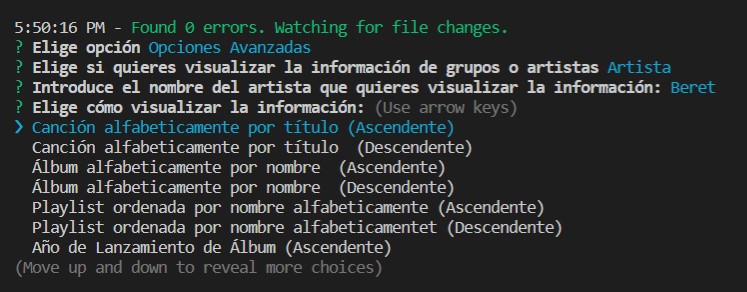 5:50:16 PM - Found 0 errors. Watching for file changes.
? Elige opción Opciones Avanzadas
? Elige si quieres visualizar la información de grupos o artistas Artista
? Introduce el nombre del artista que quieres visualizar la información: Beret
? Elige cómo visualizar la información: (Use arrow keys)
❯ Canción alfabeticamente por título (Ascendente)
Canción alfabeticamente por título  (Descendente)
Álbum alfabeticamente por nombre  (Ascendente)
Álbum alfabeticamente por nombre  (Descendente)
Playlist ordenada por nombre alfabeticamente (Ascendente)
Playlist ordenada por nombre alfabeticamentet (Descendente)
Año de Lanzamiento de Álbum (Ascendente)
(Move up and down to reveal more choices)